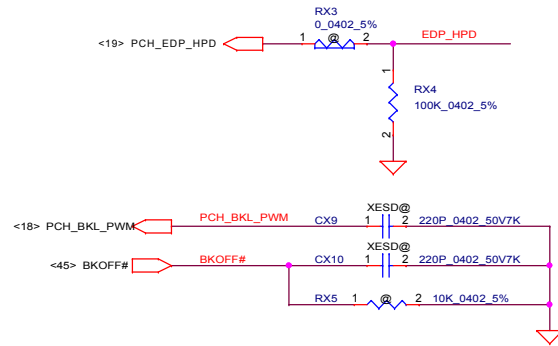 RX3
0_0402_5%
<19> PCH_EDP_HPD 1 @ 2 EDP_HPD
1
RX4
100K_0402_5%
2
XESD@
<18> PCH_BKL_PWM PCH_BKL_PWM CX9 1 2 220P_0402_50V7K
XESD@
<45> BKOFF# BKOFF# CX10 1 2 220P_0402_50V7K
RX5 1 @ 2 10K_0402_5%